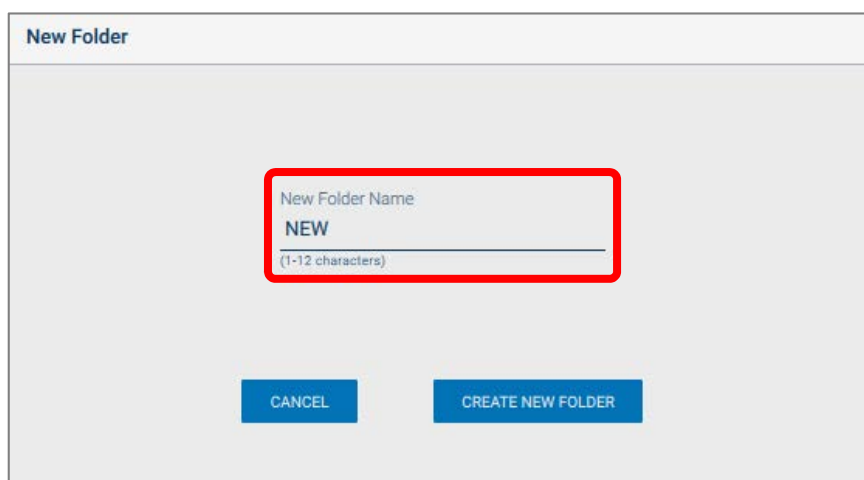 New Folder
New Folder Name
NEW
(1-12 characters)
CANCEL CREATE NEW FOLDER